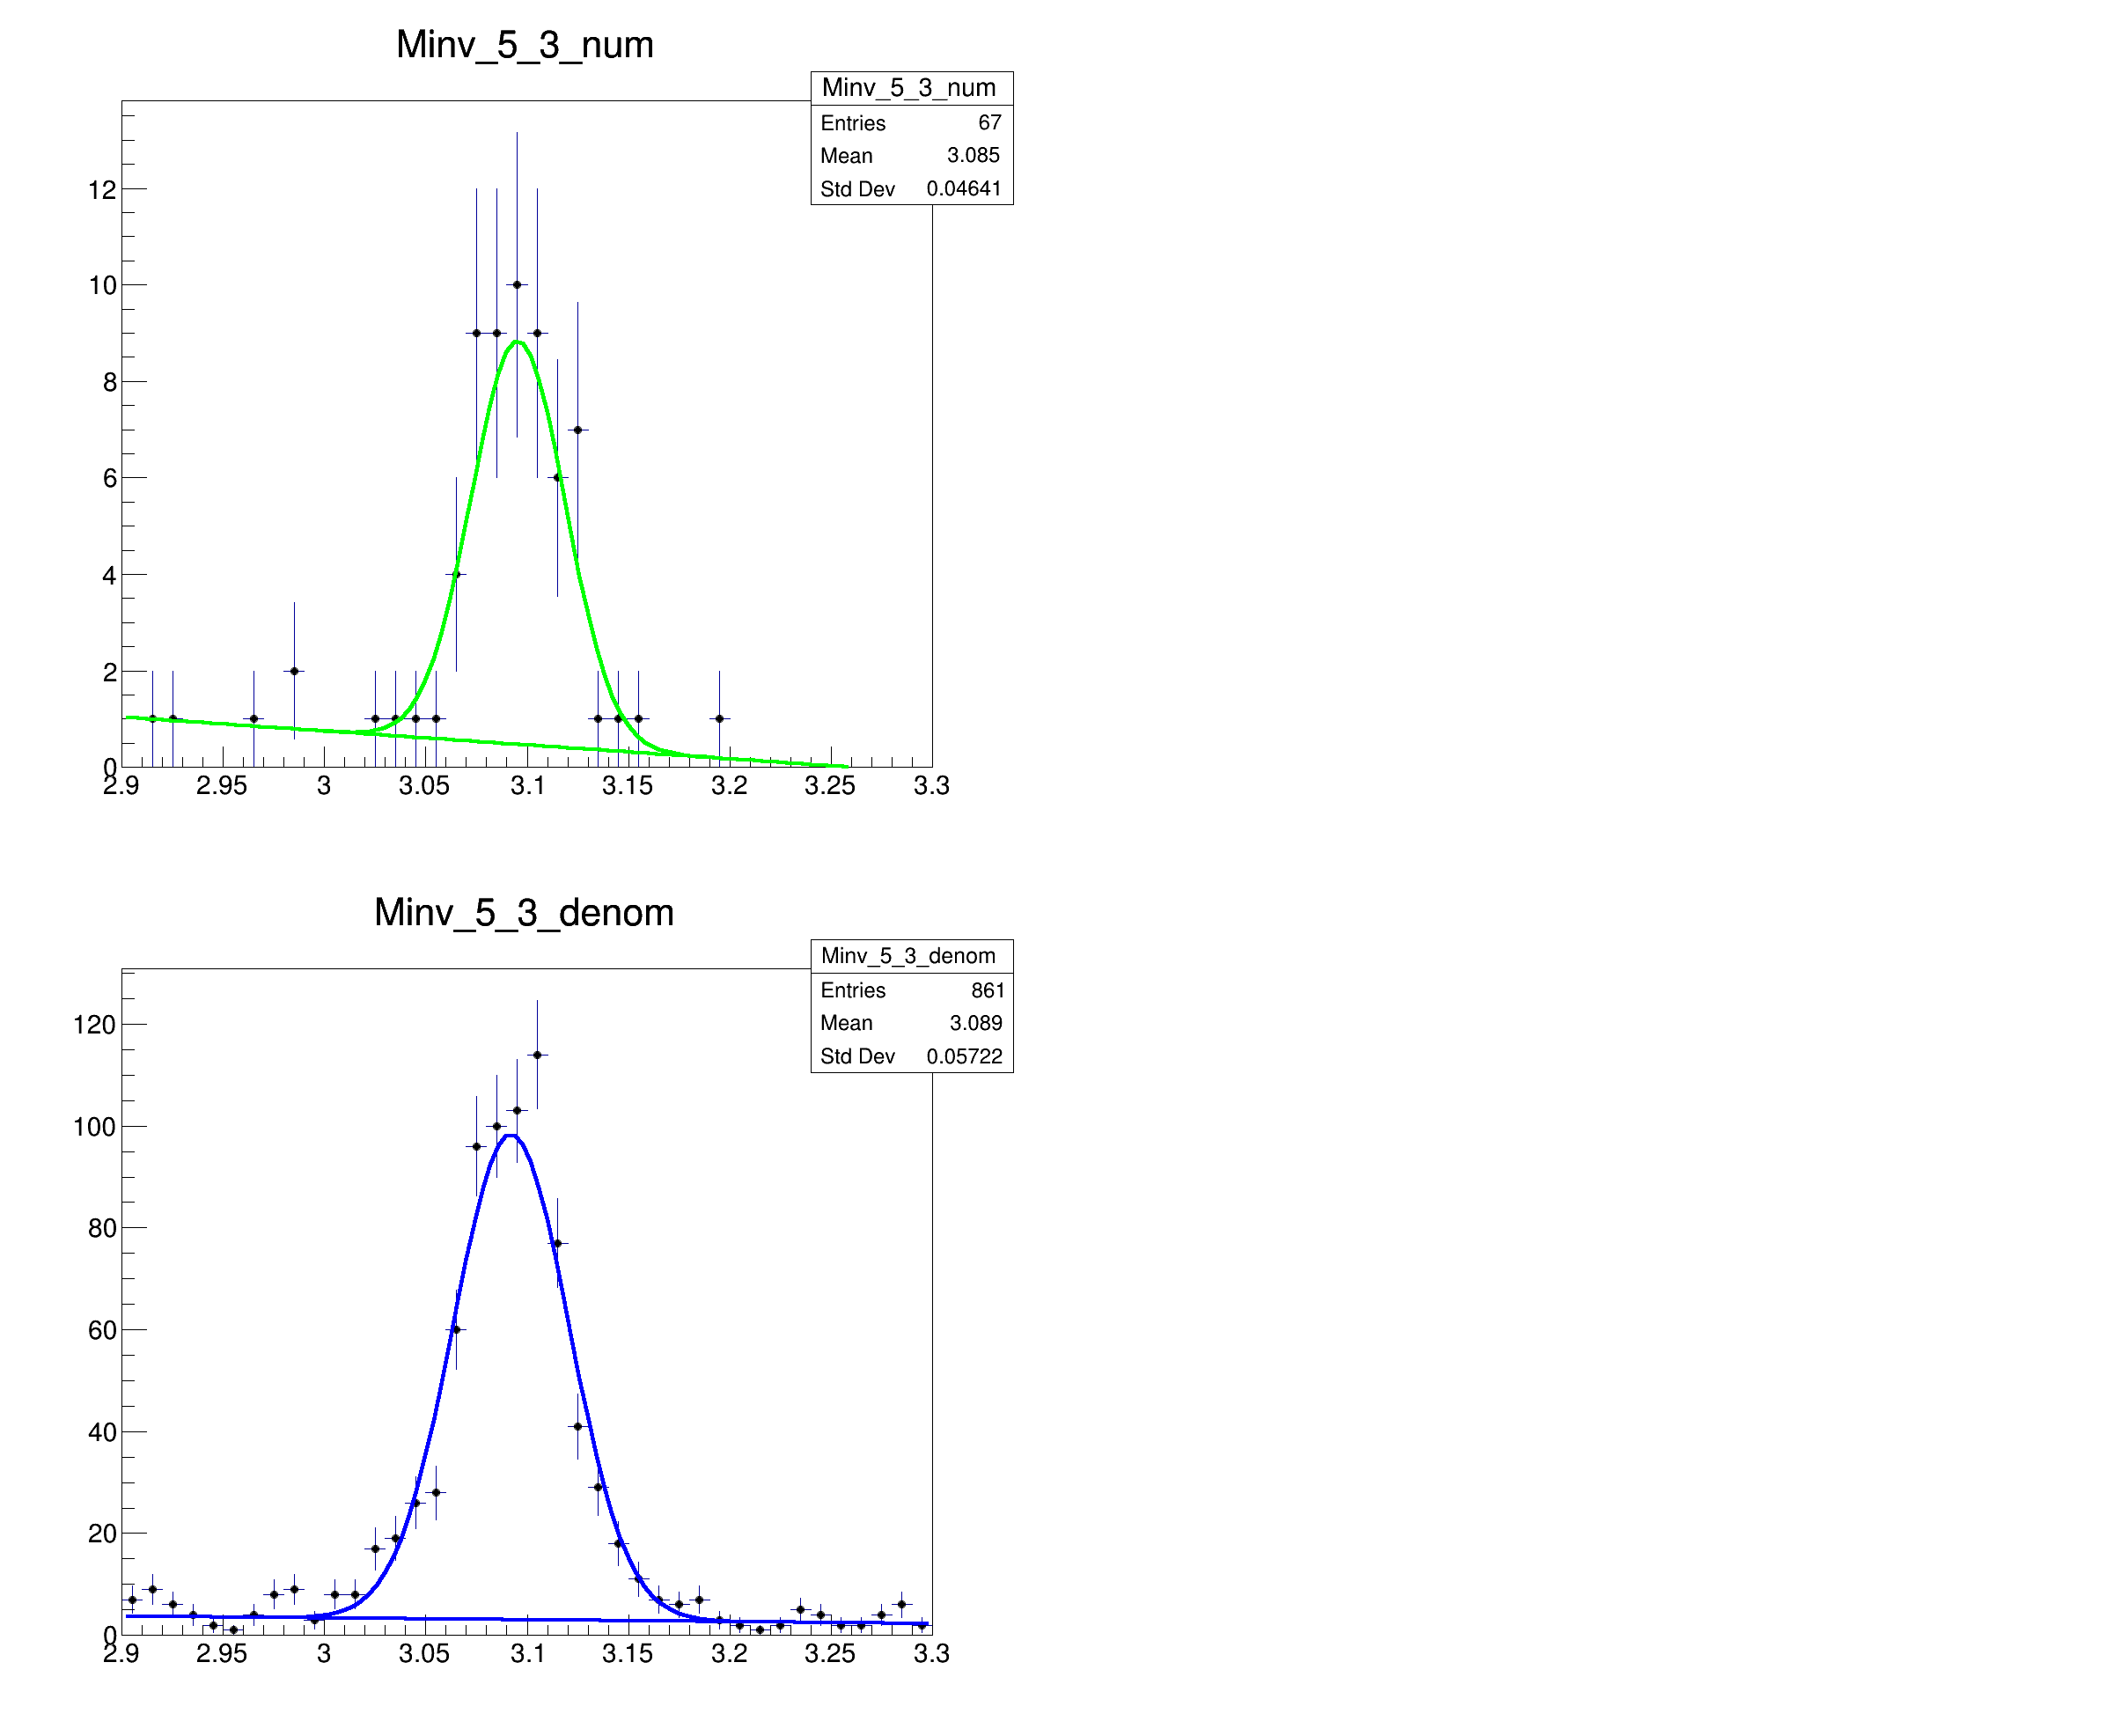 Minv_5_3_num
Minv_5_3_num
Entries 67
Mean 3.085
Std Dev 0.04641
12
10
8
6
4
2
0
2.9 2.95 3 3.05 3.1 3.15 3.2 3.25 3.3
Minv_5_3_denom
Minv_5_3_denom
Entries 861
Mean 3.089
Std Dev 0.05722
120
100
80
60
40
20
0
2.9 2.95 3 3.05 3.1 3.15 3.2 3.25 3.3